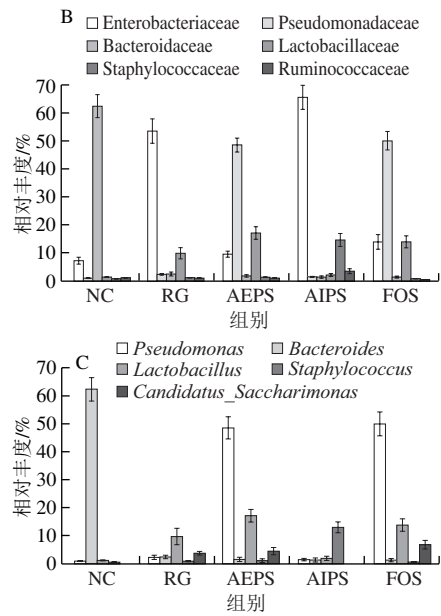 B
Enterobacteriaceae Pseudomonadaceae
Bacteroidaceae Lactobacillaceae
Staphylococcaceae Ruminococcaceae
相对丰度/%
70
60
50
40
30
20
10
0
NC RG AEPS AIPS FOS
组别
C
Pseudomonas Bacteroides
Lactobacillus Staphylococcus
Candidatus_Saccharimonas
相对丰度/%
70
60
50
40
30
20
10
0
NC RG AEPS AIPS FOS
组别